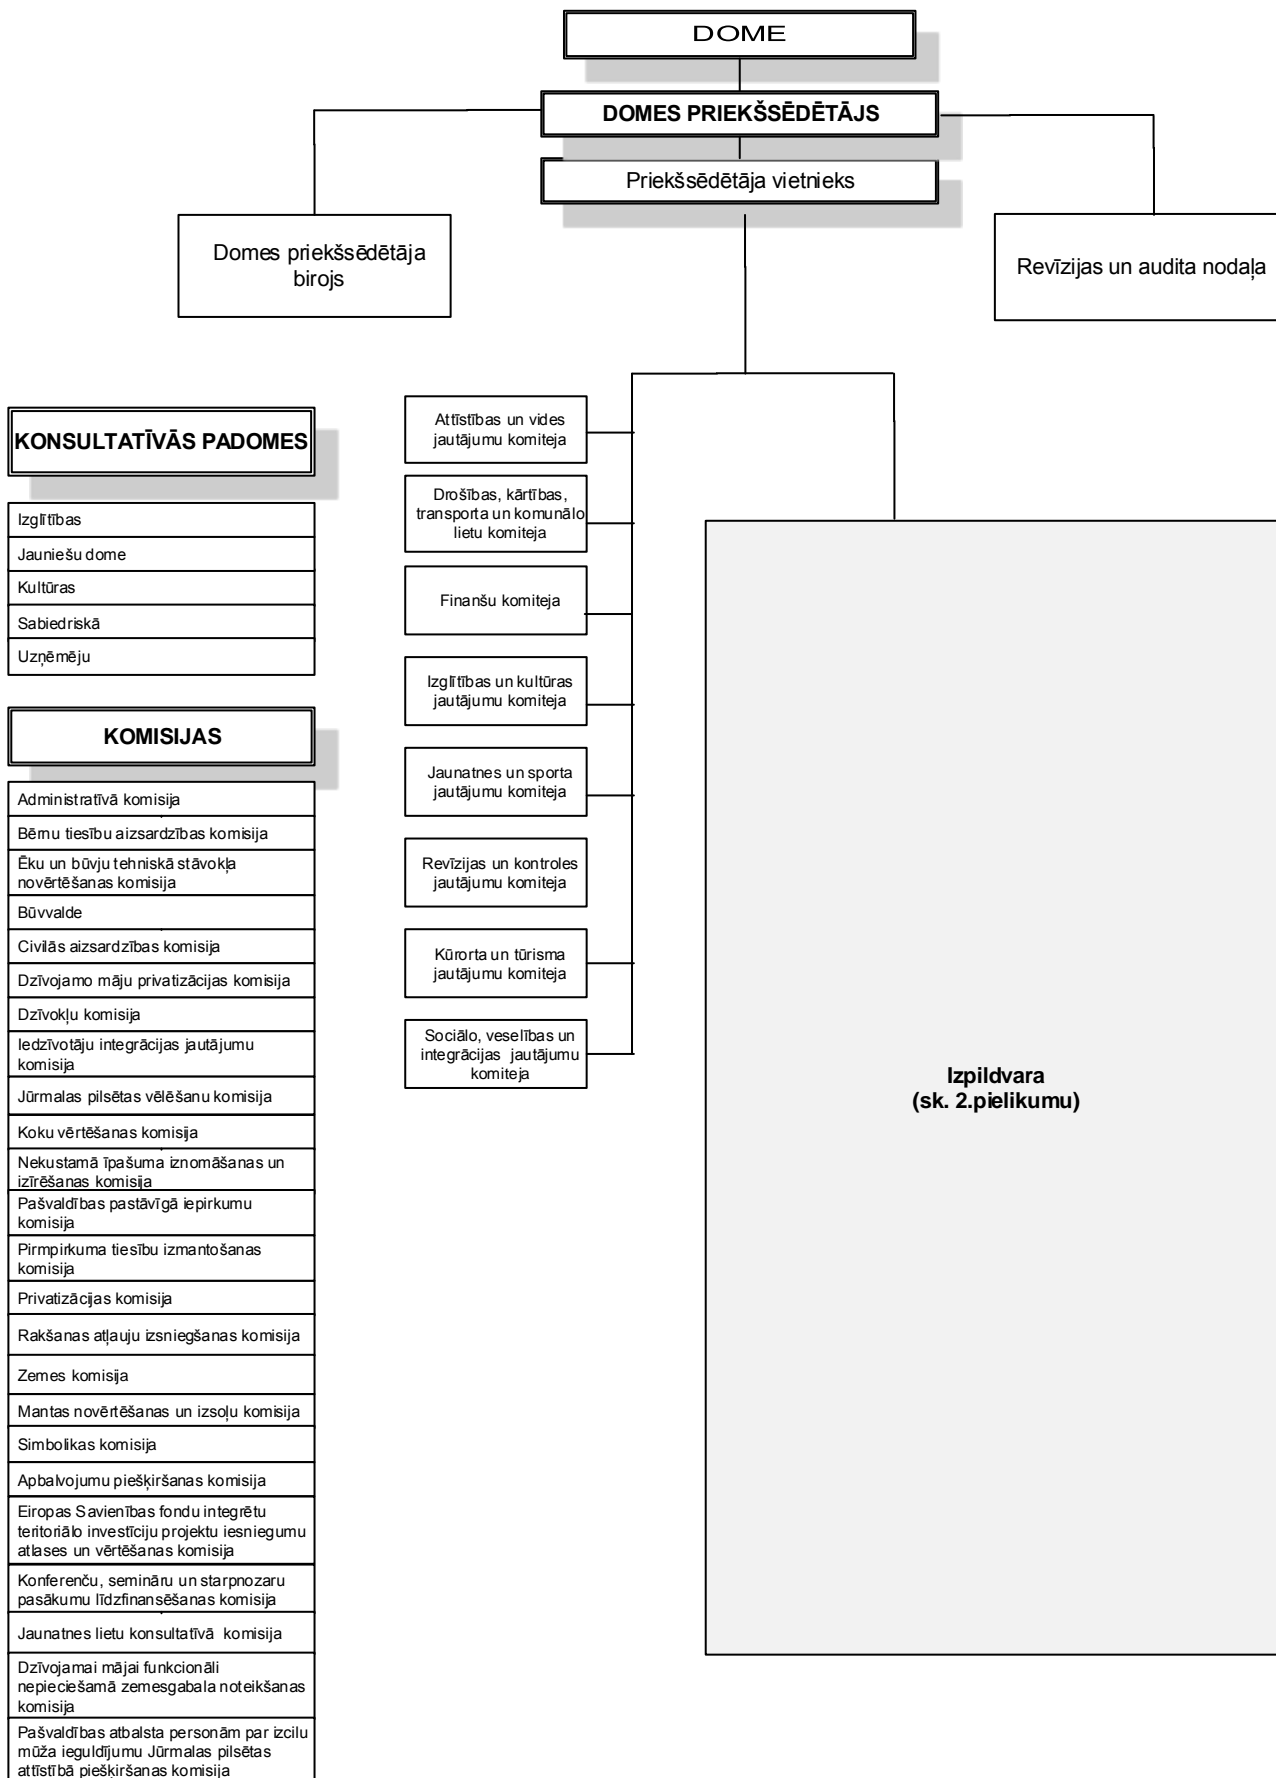 DOME
DOMES PRIEKŠSĒDĒTĀJS
Priekšsēdētāja vietnieks
Domes priekšsēdētāja
birojs
Revīzijas un audita nodaļa
KONSULTATĪVĀS PADOMES
Izglītības
Jauniešu dome
Kultūras
Sabiedriskā
Uzņēmēju
KOMISIJAS
Administratīvā komisija
Bērnu tiesību aizsardzības komisija
Ēku un būvju tehniskā stāvokļa
novērtēšanas komisija
Būvvalde
Civilās aizsardzības komisija
Dzīvojamo māju privatizācijas komisija
Dzīvokļu komisija
Iedzīvotāju integrācijas jautājumu
komisija
Jūrmalas pilsētas vēlēšanu komisija
Koku vērtēšanas komisija
Nekustamā īpašuma iznomāšanas un
izīrēšanas komisija
Pašvaldības pastāvīgā iepirkumu
komisija
Pirmpirkuma tiesību izmantošanas
komisija
Privatizācijas komisija
Rakšanas atļauju izsniegšanas komisija
Zemes komisija
Mantas novērtēšanas un izsoļu komisija
Simbolikas komisija
Apbalvojumu piešķiršanas komisija
Eiropas Savienības fondu integrētu
teritoriālo investīciju projektu iesniegumu
atlases un vērtēšanas komisija
Konferenču, semināru un starpnozaru
pasākumu līdzfinansēšanas komisija
Jaunatnes lietu konsultatīvā komisija
Dzīvojamai mājai funkcionāli
nepieciešamā zemesgabala noteikšanas
komisija
Pašvaldības atbalsta personām par izcilu
mūža ieguldījumu Jūrmalas pilsētas
attīstībā piešķiršanas komisija
Attīstības un vides
jautājumu komiteja
Drošības, kārtības,
transporta un komunālo
lietu komiteja
Finanšu komiteja
Izglītības un kultūras
jautājumu komiteja
Jaunatnes un sporta
jautājumu komiteja
Revīzijas un kontroles
jautājumu komiteja
Kūrorta un tūrisma
jautājumu komiteja
Sociālo, veselības un
integrācijas jautājumu
komiteja
Izpildvara
(sk. 2.pielikumu)